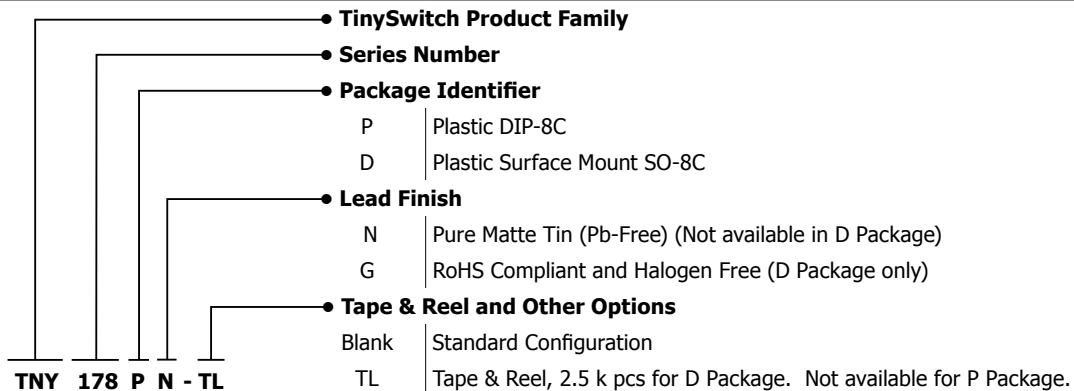 TinySwitch Product Family
Series Number
Package Identifier
P Plastic DIP-8C
D Plastic Surface Mount SO-8C
Lead Finish
N Pure Matte Tin (Pb-Free) (Not available in D Package)
G RoHS Compliant and Halogen Free (D Package only)
Tape & Reel and Other Options
Blank Standard Configuration
TNY 178 P N - TL TL Tape & Reel, 2.5 k pcs for D Package. Not available for P Package.